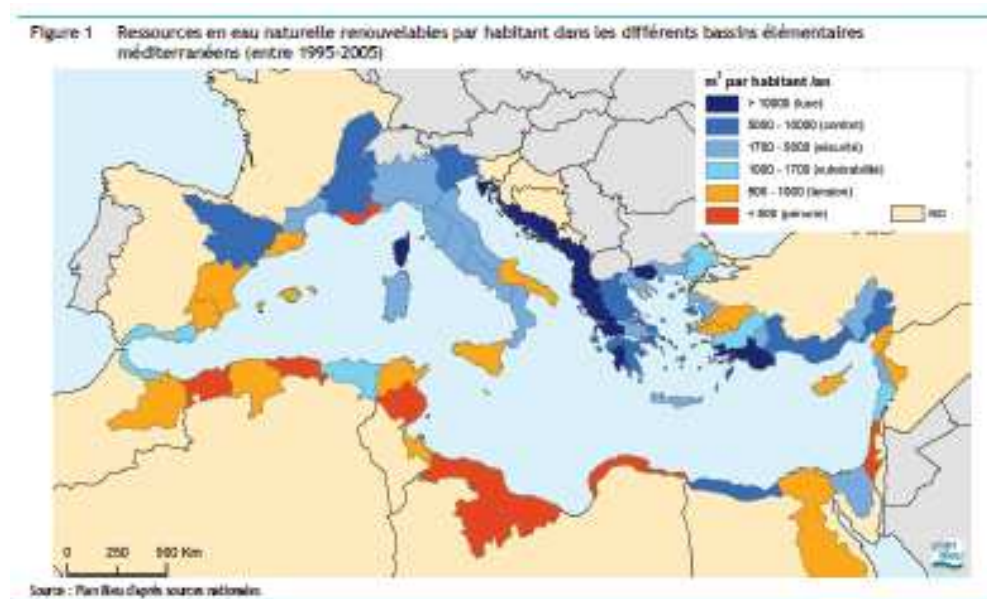 Figure 1 Ressources en eau naturelle renouvelables par habitant dans les différents bassins élémentaires
méditerranéens (entre 1995-2005)
m³ par habitant /an
> 10000 (luxe)
5000 - 10000 (confort)
1700 - 5000 (sécurité)
1000 - 1700 (vulnérabilité)
500 - 1000 (tension)
< 500 (pénurie)
0 250 500 Km
plan bleu
Source : Plan Bleu d'après sources nationales.